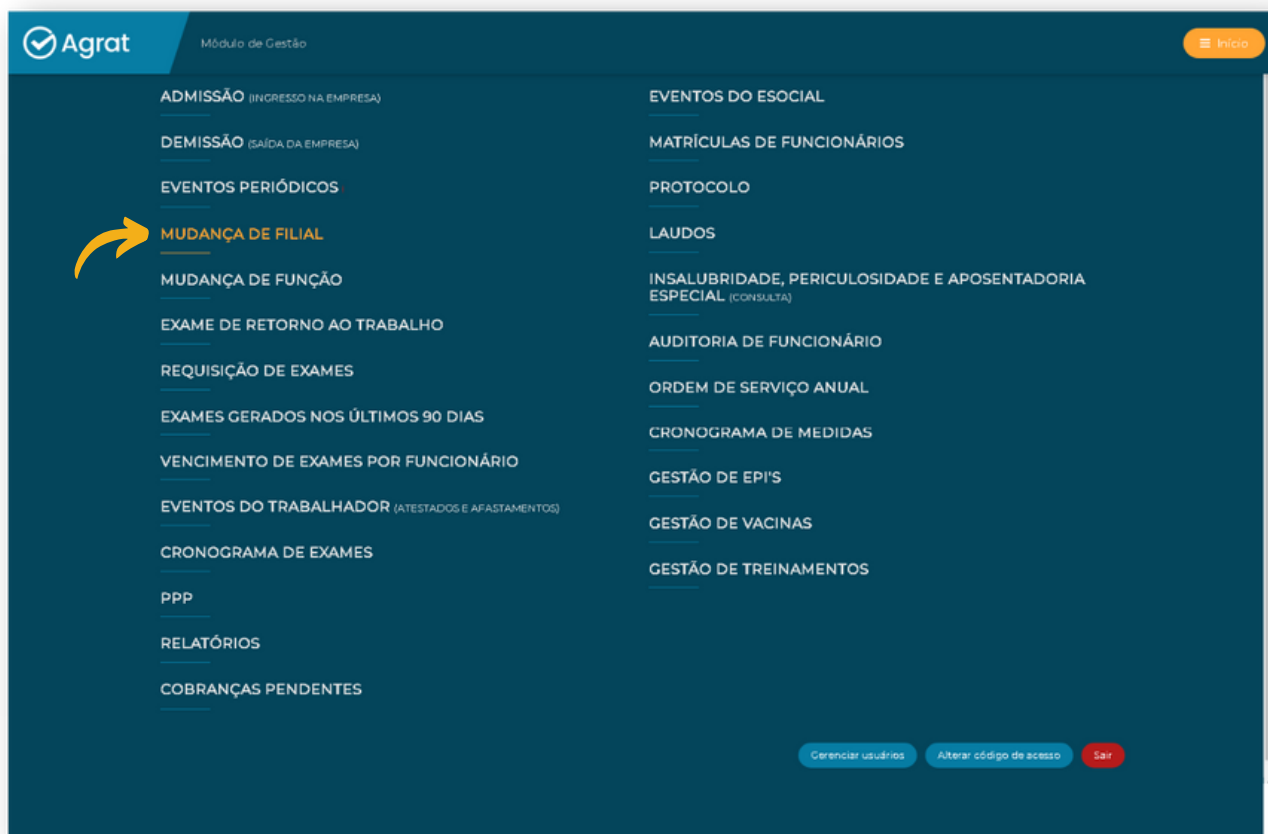 Agrat
Módulo de Gestão
Início
ADMISSÃO (INGRESSO NA EMPRESA)
DEMISSÃO (SAÍDA DA EMPRESA)
EVENTOS PERIÓDICOS
MUDANÇA DE FILIAL
MUDANÇA DE FUNÇÃO
EXAME DE RETORNO AO TRABALHO
REQUISIÇÃO DE EXAMES
EXAMES GERADOS NOS ÚLTIMOS 90 DIAS
VENCIMENTO DE EXAMES POR FUNCIONÁRIO
EVENTOS DO TRABALHADOR (ATESTADOS E AFASTAMENTOS)
CRONOGRAMA DE EXAMES
PPP
RELATÓRIOS
COBRANÇAS PENDENTES
EVENTOS DO ESOCIAL
MATRÍCULAS DE FUNCIONÁRIOS
PROTOCOLO
LAUDOS
INSALUBRIDADE, PERICULOSIDADE E APOSENTADORIA
ESPECIAL (CONSULTA)
AUDITORIA DE FUNCIONÁRIO
ORDEM DE SERVIÇO ANUAL
CRONOGRAMA DE MEDIDAS
GESTÃO DE EPI'S
GESTÃO DE VACINAS
GESTÃO DE TREINAMENTOS
Gerenciar usuários
Alterar código de acesso
Sair